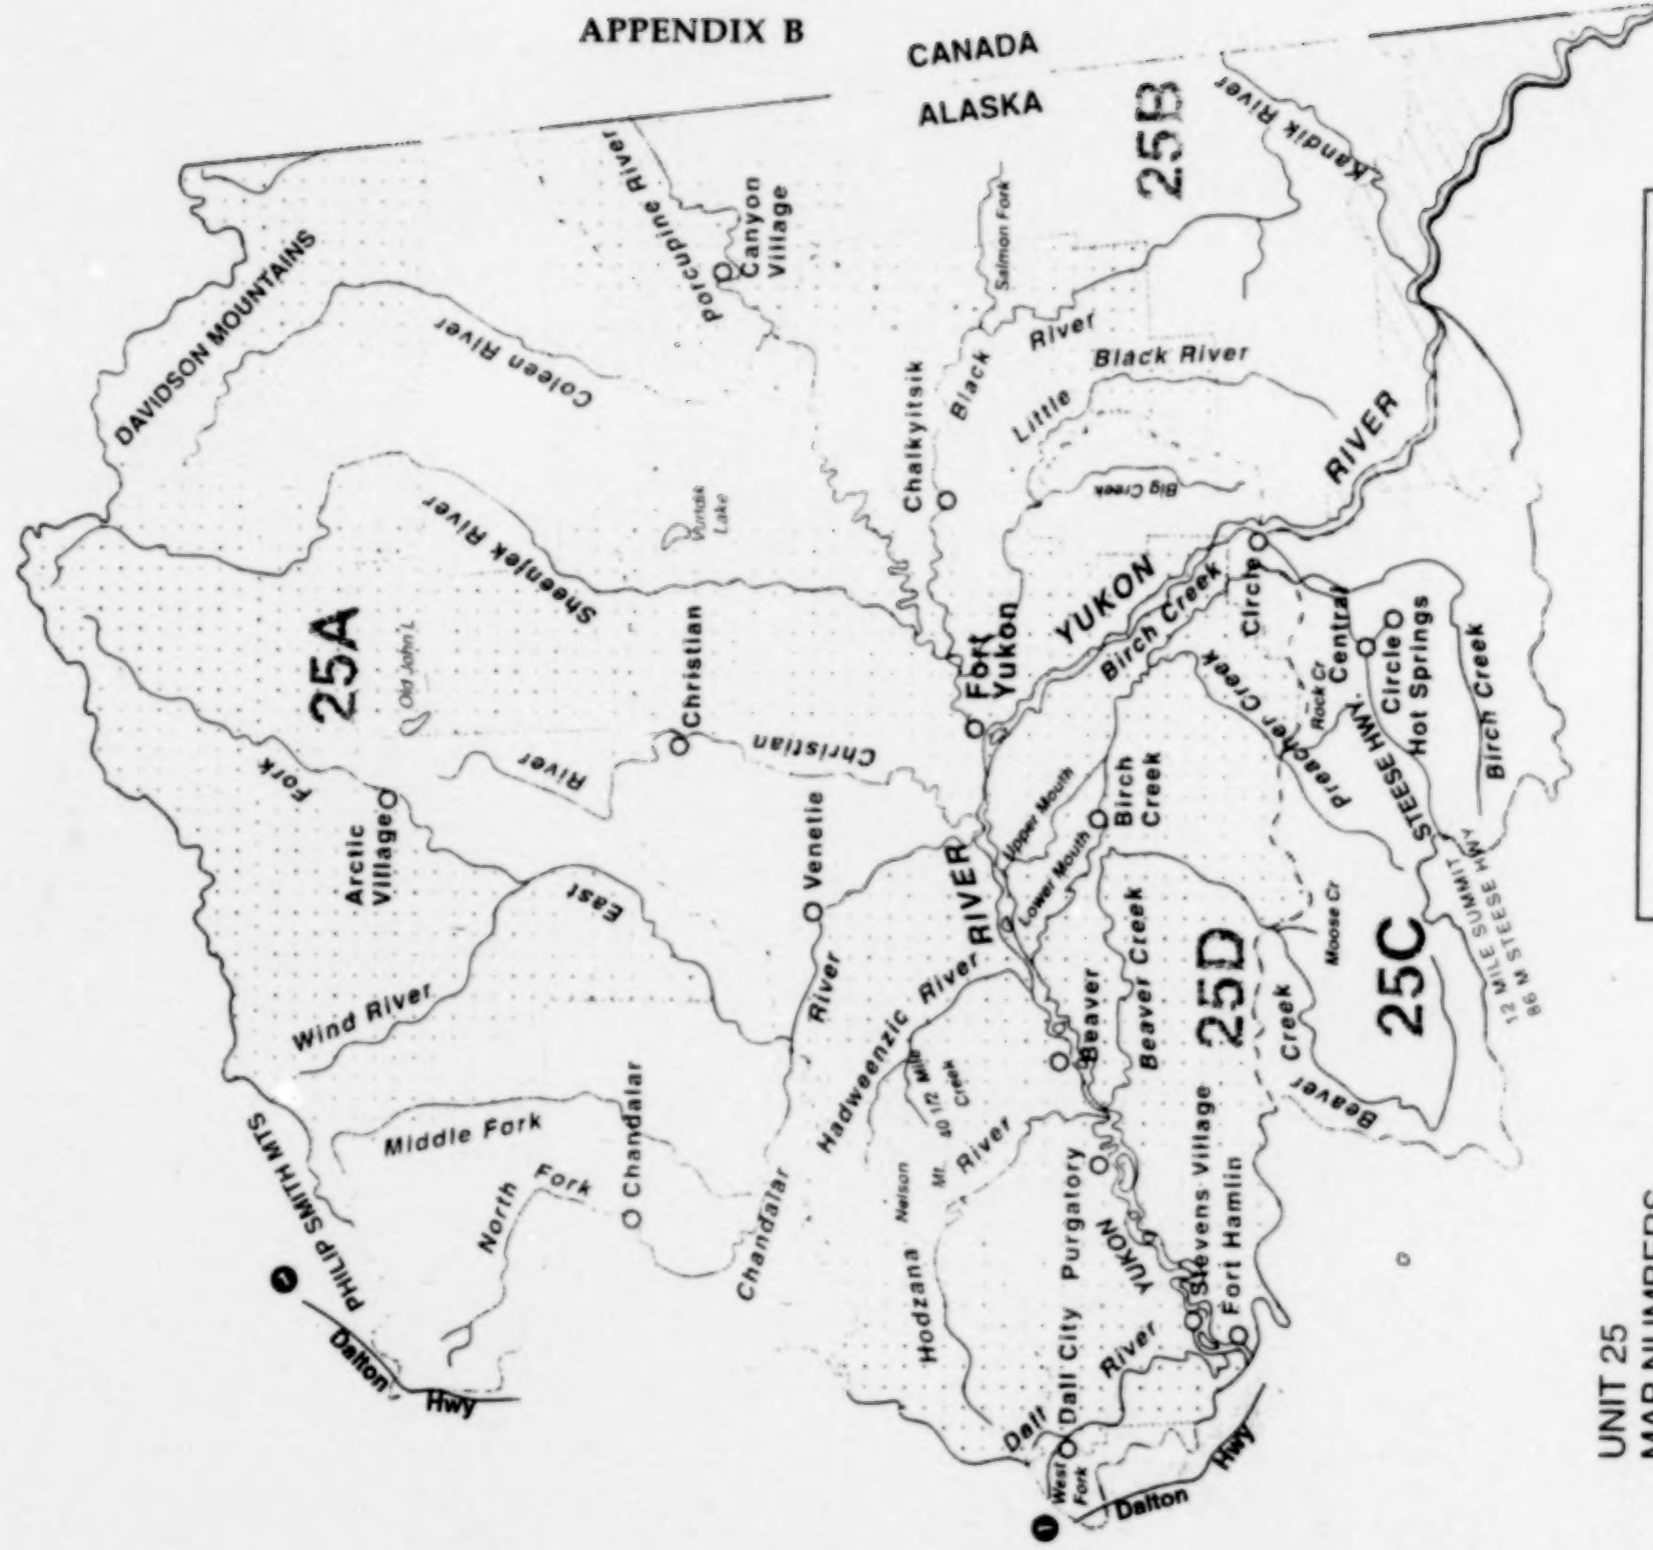 APPENDIX B
CANADA
ALASKA
25B
Kandik River
Porcupine River
Canyon
Village
Salmon Fork
DAVIDSON MOUNTAINS
Coleen River
Black River
Little Black River
Chalkyitsik
Big Creek
YUKON RIVER
Sheenjek River
Vundik
Lake
25A
Old John L
Christian
Christian River
Fort
Yukon
Birch Creek
Circle
Central
Circle
Hot Springs
Birch Creek
Rock Cr
Preacher Creek
STEESE HWY.
12 MILE SUMMIT
86 M STEESE HWY
East Fork
Arctic
Village
Venetie
Upper Mouth
Lower Mouth
Birch
Creek
RIVER
Wind River
Beaver Creek
25D
Moose Cr
25C
Beaver Creek
Beaver
Hadweenzic River
40 1/2 Mile
Creek
Middle Fork
Chandalar
North Fork
PHILIP SMITH MTS
Chandalar River
Nelson Mt.
Hodzana River
Purgatory
YUKON
Stevens Village
Fort Hamlin
Dall City
Dall River
West
Fork
1
Dalton Hwy
1
Dalton Hwy
UNIT 25
MAP NUMBERS